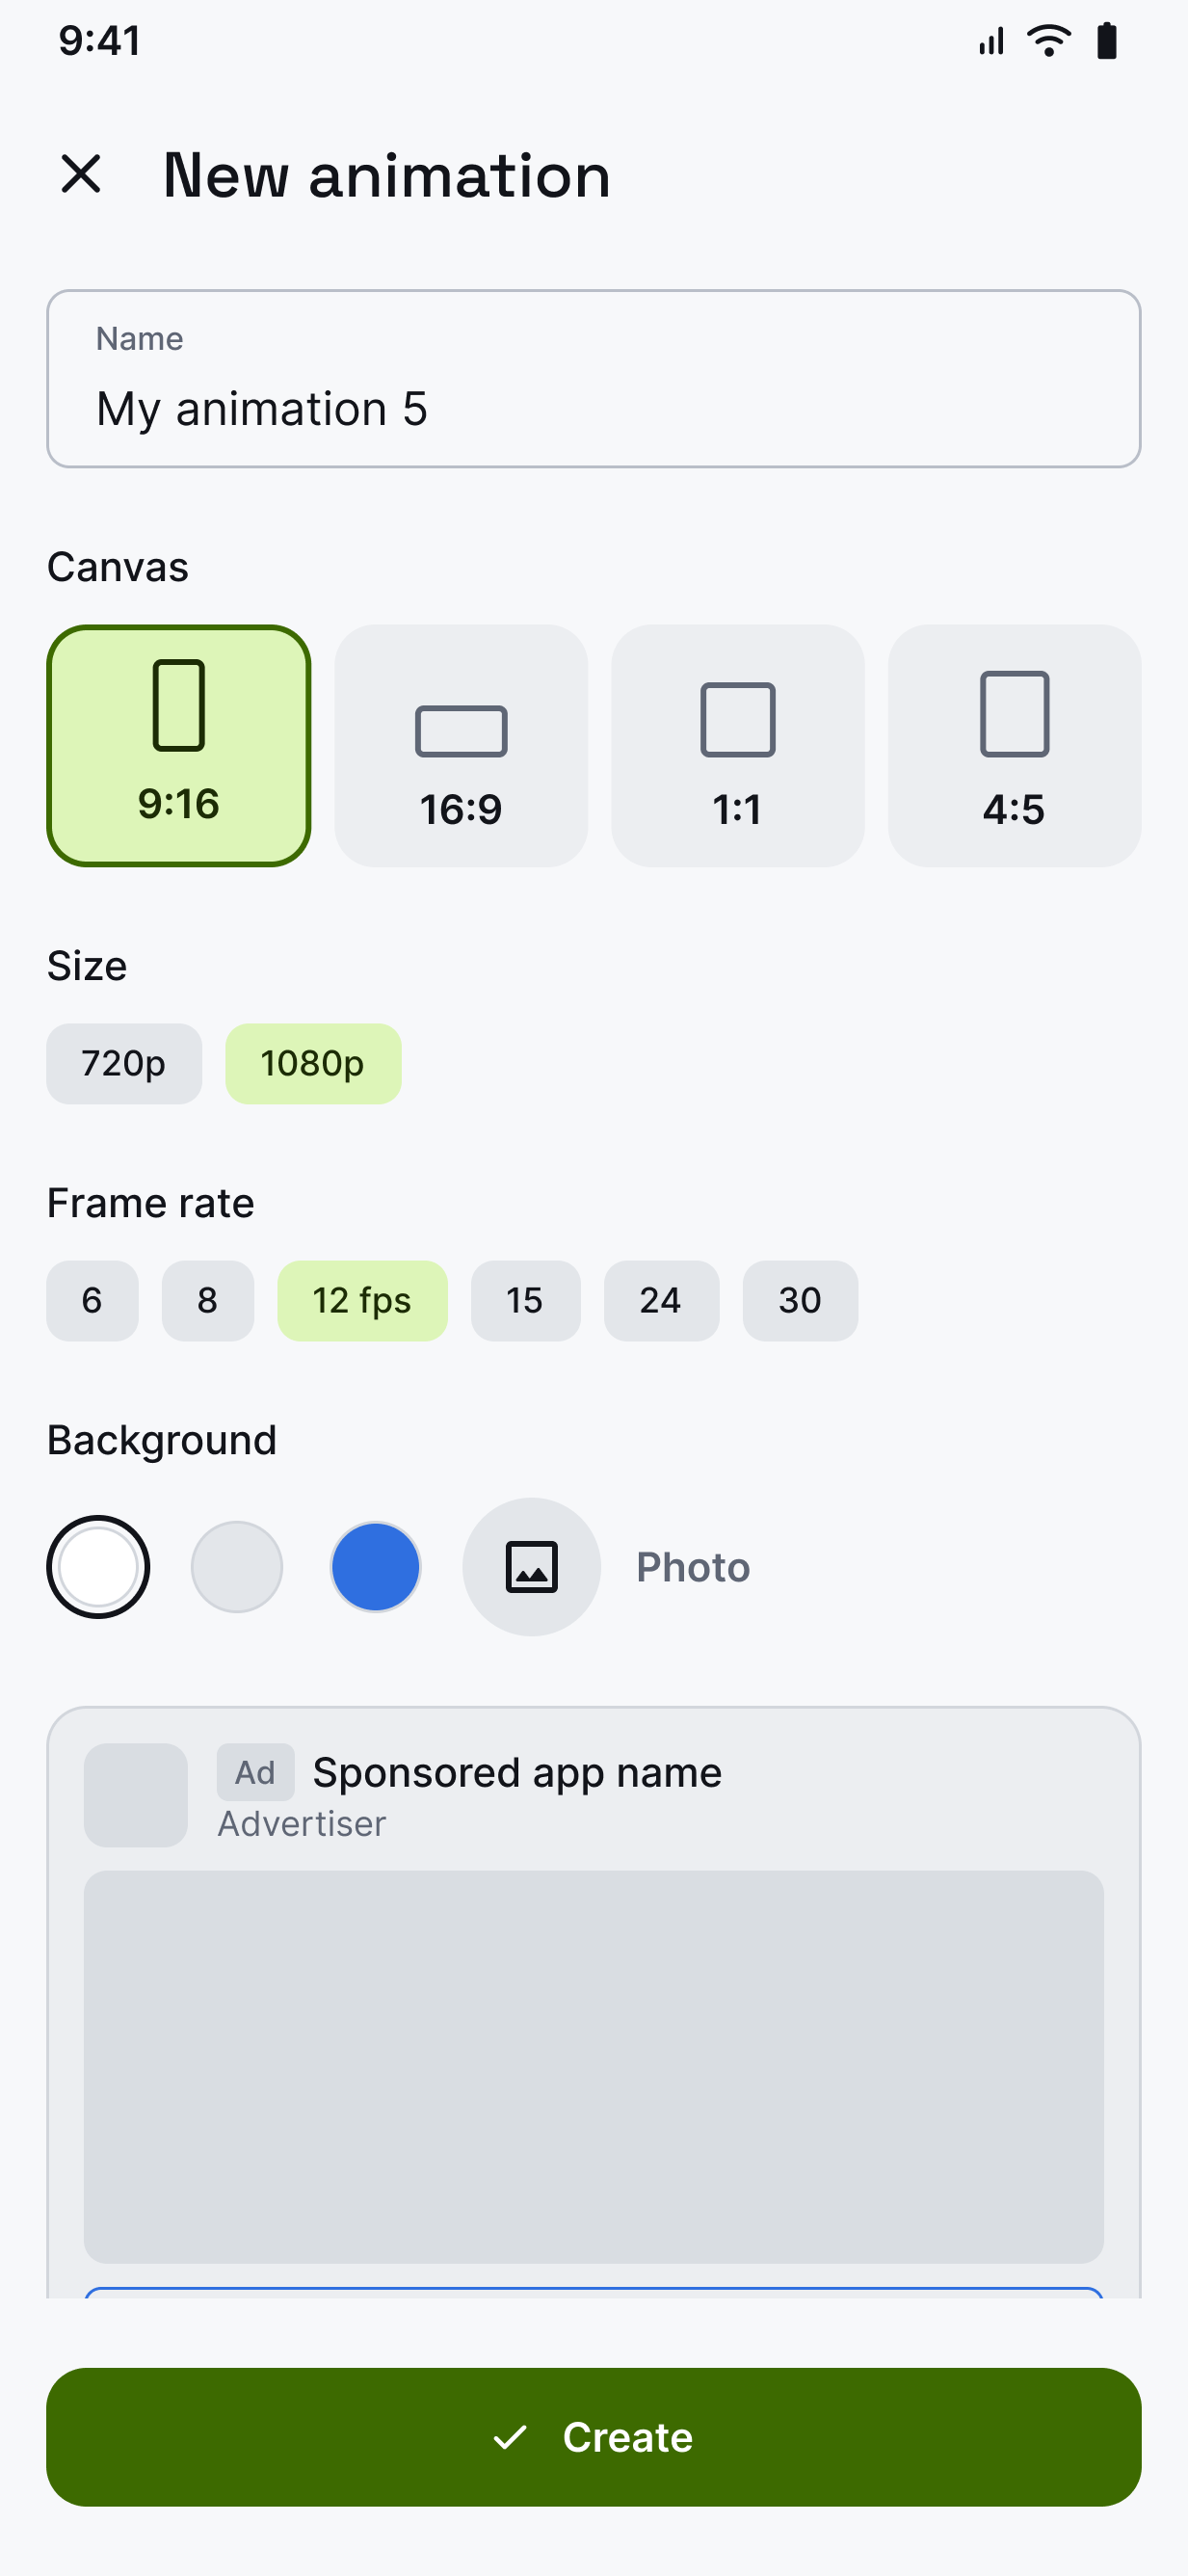 9:41
New animation
Name
My animation 5
Canvas
9:16 16:9 1:1 4:5
Size
720p 1080p
Frame rate
6 8 12 fps 15 24 30
Background
Photo
Ad Sponsored app name
Advertiser
Create